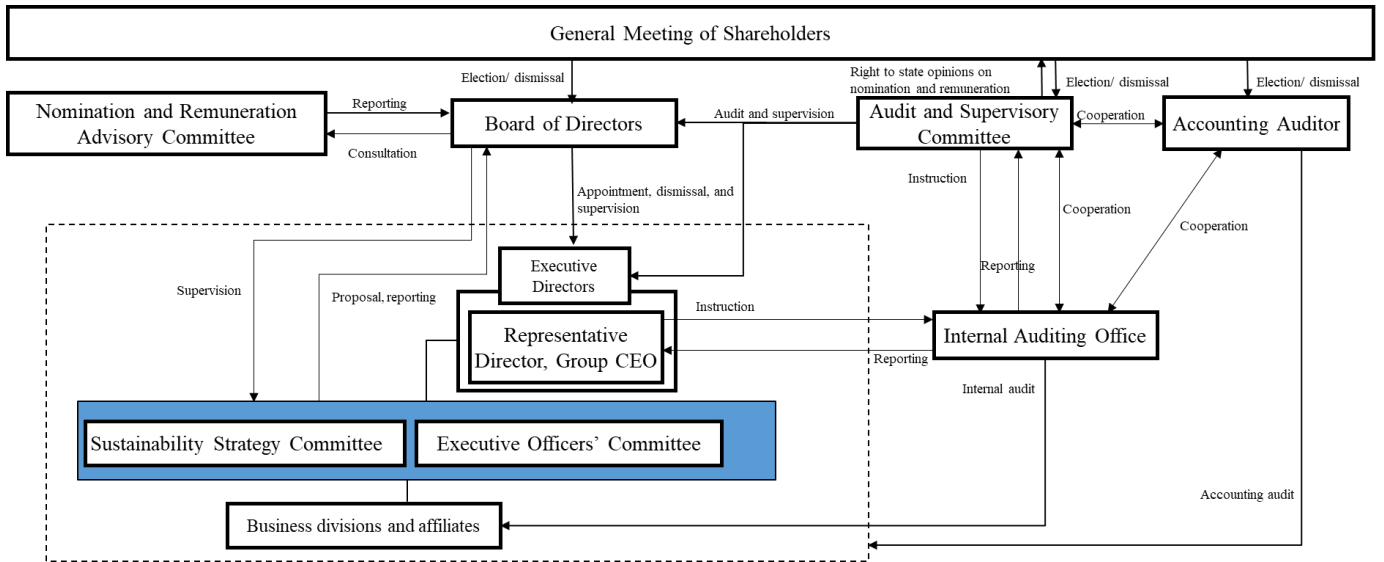 General Meeting of Shareholders
Election/ dismissal
Right to state opinions on
nomination and remuneration
Election/ dismissal
Election/ dismissal
Nomination and Remuneration
Advisory Committee
Reporting
Consultation
Board of Directors
Audit and supervision
Audit and Supervisory
Committee
Cooperation
Accounting Auditor
Appointment, dismissal, and
supervision
Instruction
Cooperation
Cooperation
Reporting
Executive
Directors
Supervision
Proposal, reporting
Instruction
Representative
Director, Group CEO
Reporting
Internal Auditing Office
Internal audit
Sustainability Strategy Committee
Executive Officers' Committee
Accounting audit
Business divisions and affiliates